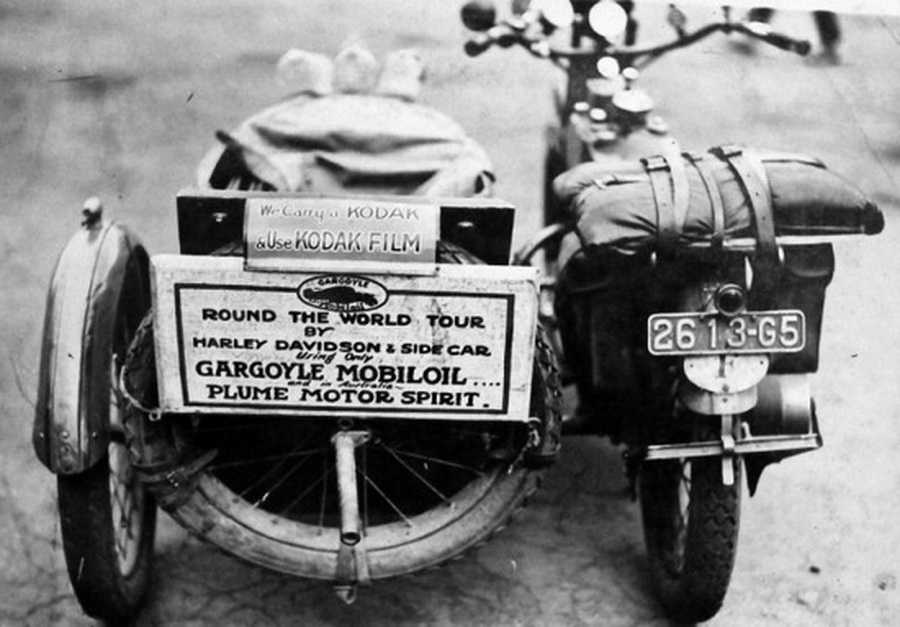 We Carry a KODAK
& Use KODAK FILM
GARGOYLE
Mobiloil
ROUND THE WORLD TOUR
BY
HARLEY DAVIDSON & SIDE CAR
Using Only
GARGOYLE MOBILOIL....
and in Australia
PLUME MOTOR SPIRIT.
2613-G5